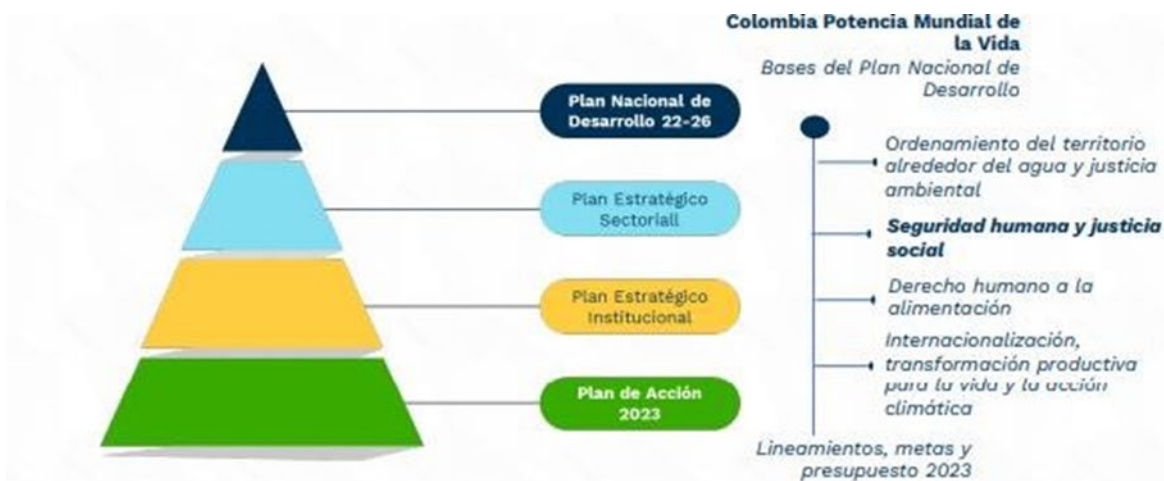 Plan Nacional de
Desarrollo 22-26
Plan Estratégico
Sectoriall
Plan Estratégico
Institucional
Plan de Acción
2023
Colombia Potencia Mundial de
la Vida
Bases del Plan Nacional de
Desarrollo
Ordenamiento del territorio
alrededor del agua y justicia
ambiental
Seguridad humana y justicia
social
Derecho humano a la
alimentación
Internacionalización,
transformación productiva
para la vida y la acción
climática
Lineamientos, metas y
presupuesto 2023